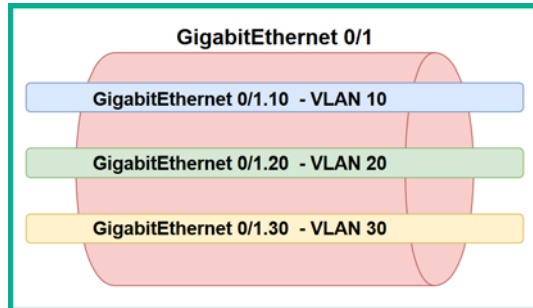 GigabitEthernet 0/1
GigabitEthernet 0/1.10 - VLAN 10
GigabitEthernet 0/1.20 - VLAN 20
GigabitEthernet 0/1.30 - VLAN 30